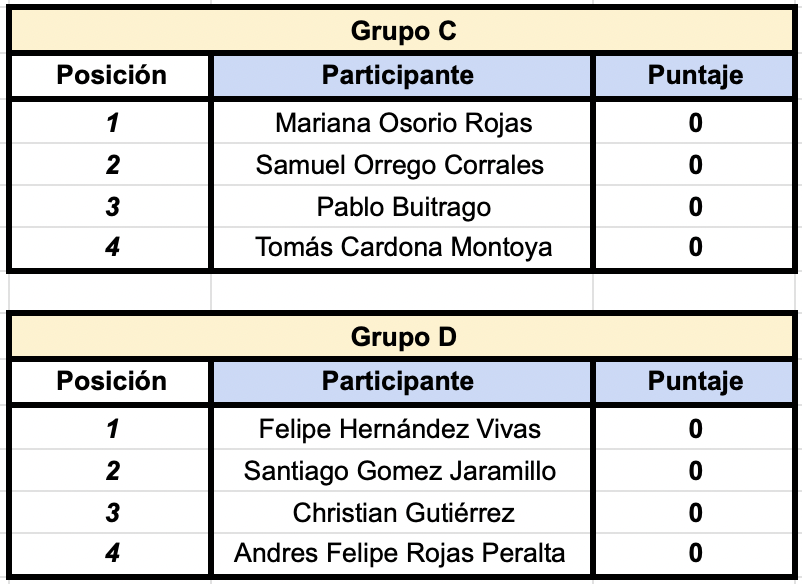 Grupo C
Posición Participante Puntaje
1 Mariana Osorio Rojas 0
2 Samuel Orrego Corrales 0
3 Pablo Buitrago 0
4 Tomás Cardona Montoya 0
Grupo D
Posición Participante Puntaje
1 Felipe Hernández Vivas 0
2 Santiago Gomez Jaramillo 0
3 Christian Gutiérrez 0
4 Andres Felipe Rojas Peralta 0